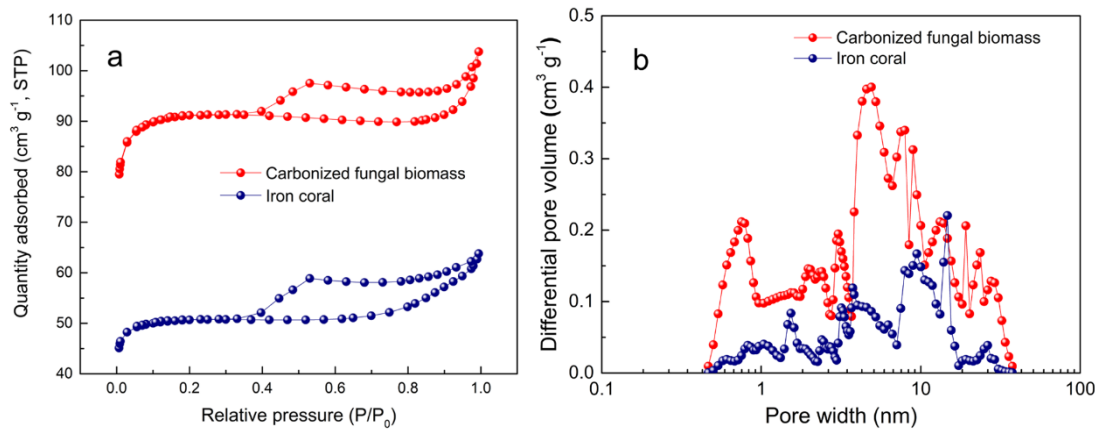 a
Quantity adsorbed (cm³ g⁻¹, STP)
110
100
90
80
70
60
50
40
Carbonized fungal biomass
Iron coral
0.0 0.2 0.4 0.6 0.8 1.0
Relative pressure (P/P₀)
b
Differential pore volume (cm³ g⁻¹)
0.5
0.4
0.3
0.2
0.1
0.0
Carbonized fungal biomass
Iron coral
0.1 1 10 100
Pore width (nm)